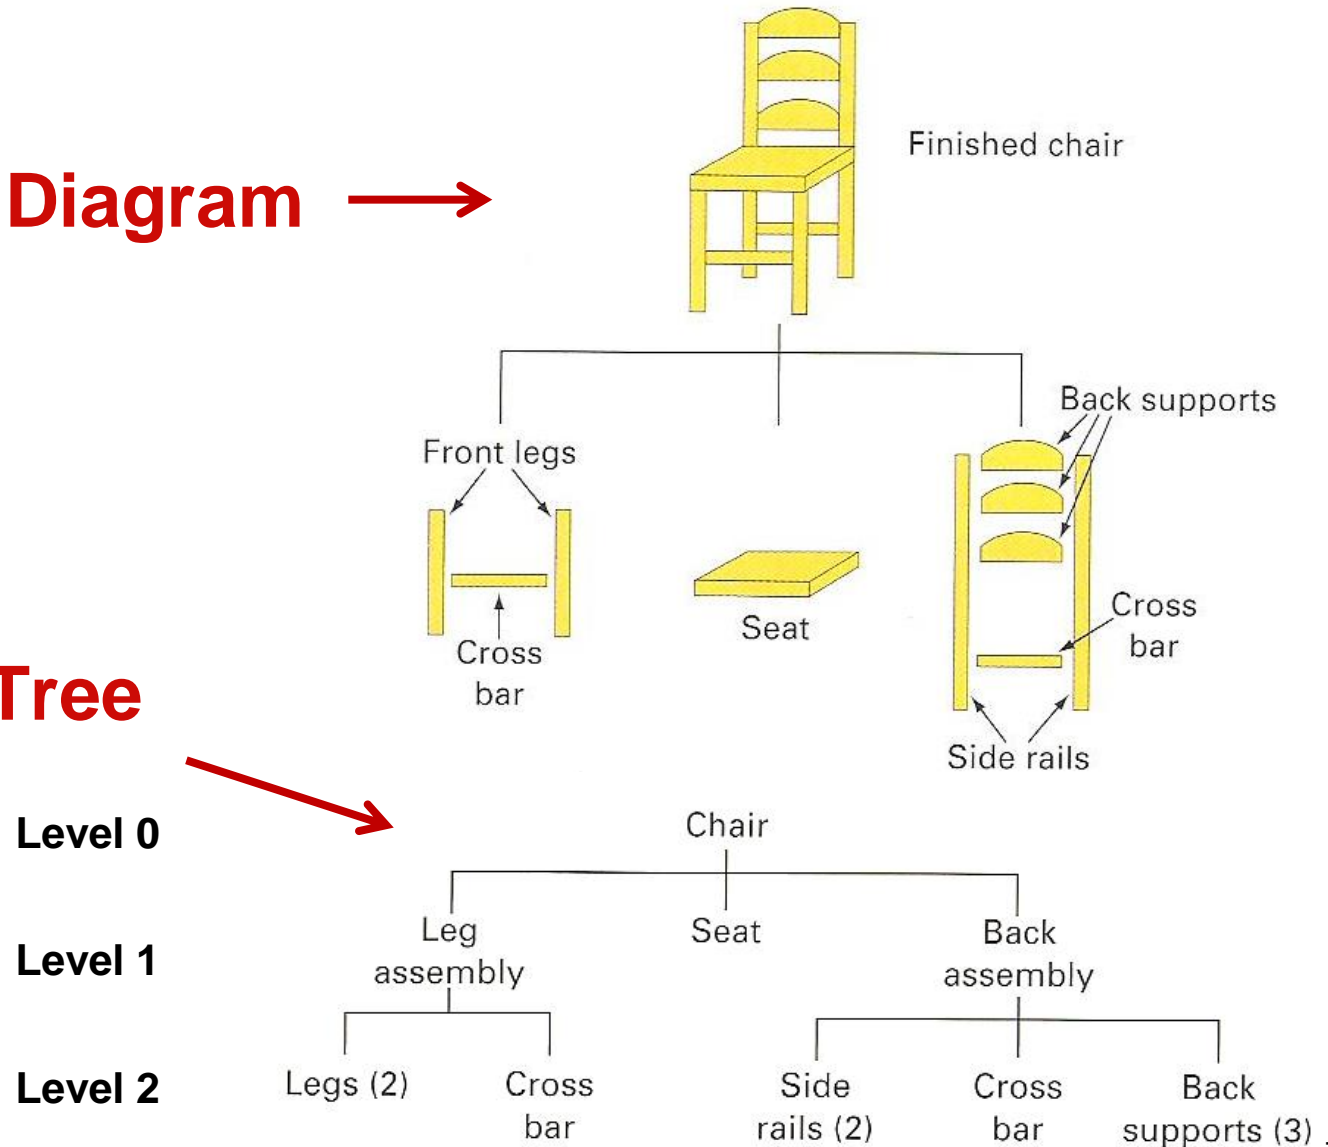 Finished chair
Diagram
Back supports
Front legs
Cross
bar
Seat
Cross
bar
Side rails
Tree
Level 0
Chair
Level 1
Leg
assembly
Seat
Back
assembly
Level 2
Legs (2)
Cross
bar
Side
rails (2)
Cross
bar
Back
supports (3)